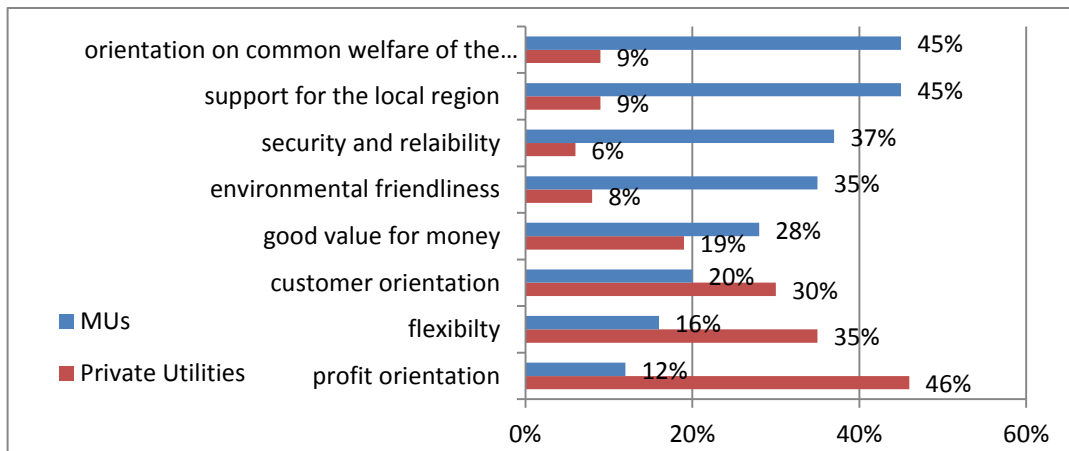 orientation on common welfare of the… 45%
9%
support for the local region 45%
9%
security and relaibility 37%
6%
environmental friendliness 35%
8%
good value for money 28%
19%
customer orientation 20%
30%
MUs flexibilty 16%
35%
Private Utilities profit orientation 12%
46%
0% 20% 40% 60%